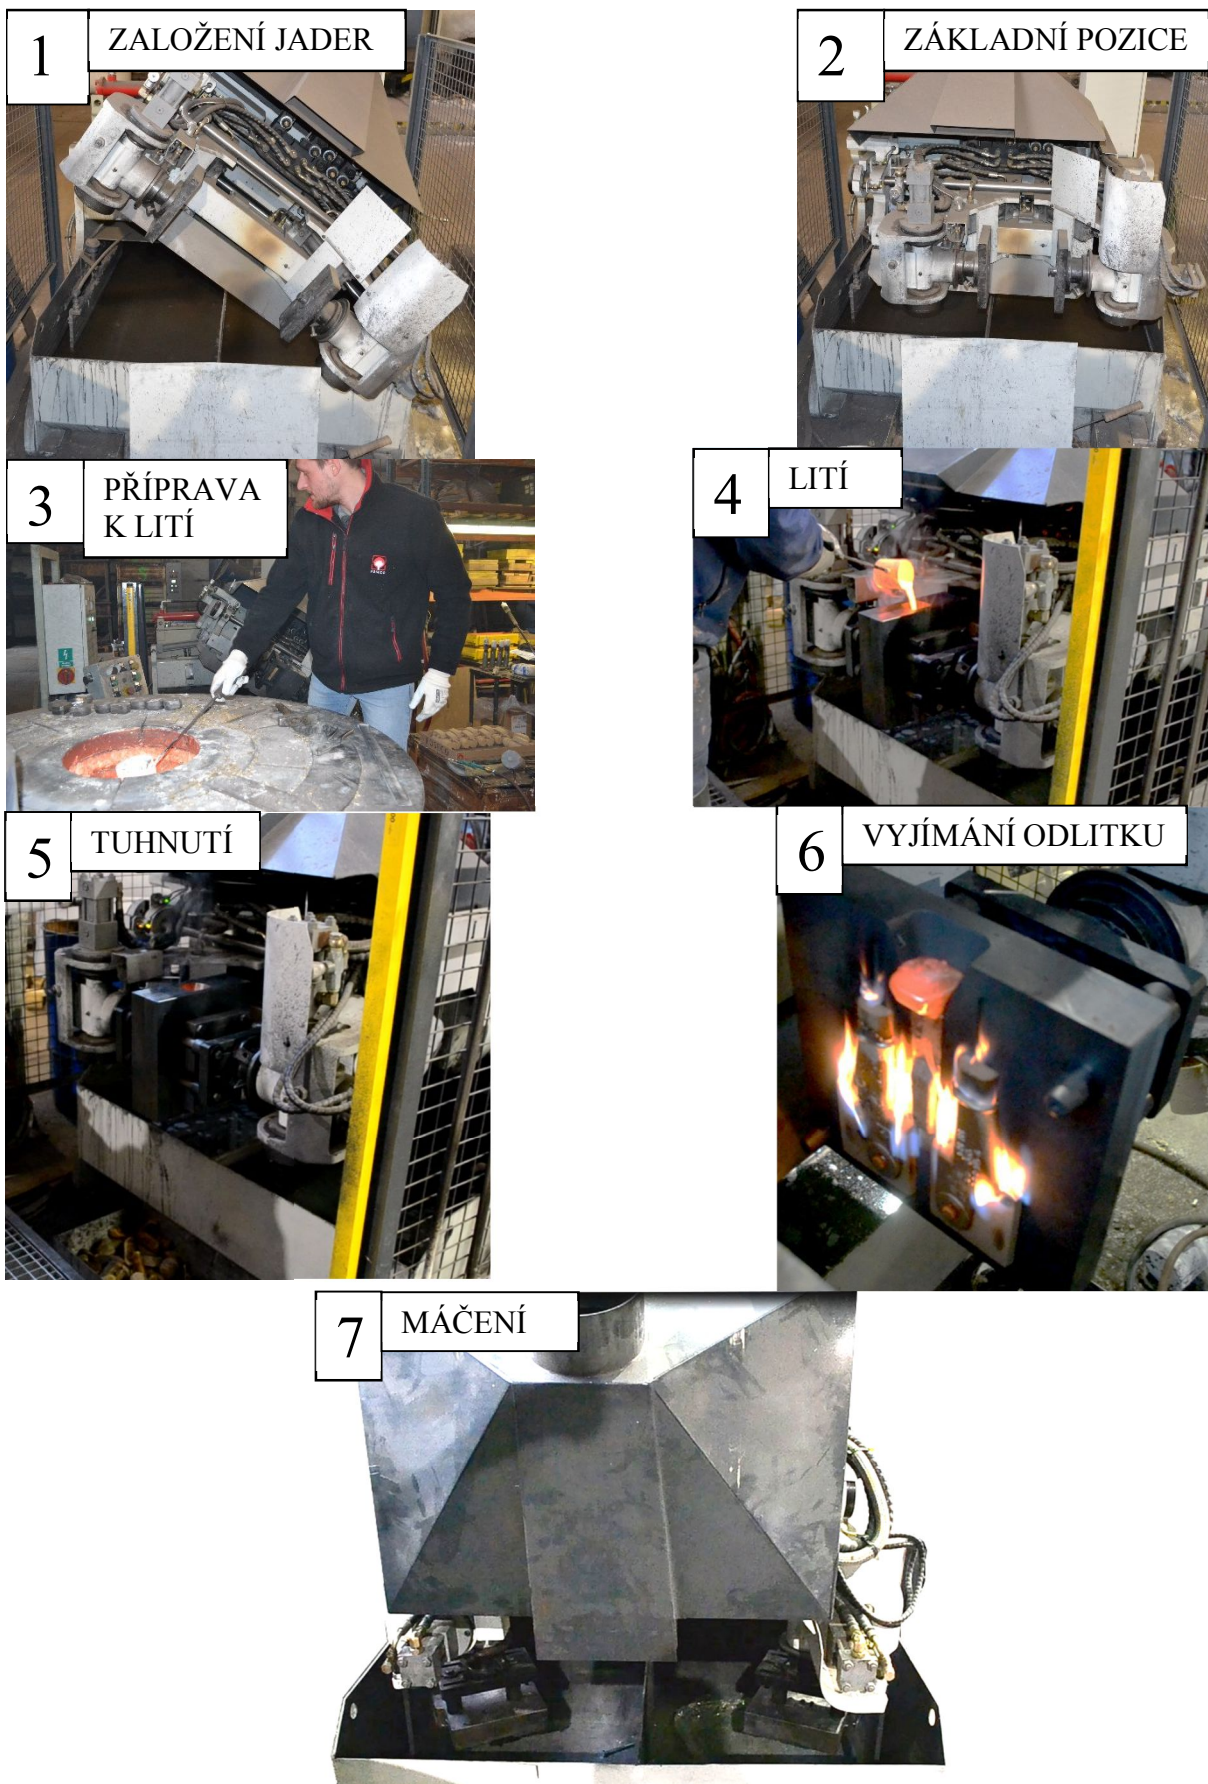 1
ZALOŽENÍ JADER
2
ZÁKLADNÍ POZICE
3
PŘÍPRAVA
K LITÍ
4
LITÍ
5
TUHNUTÍ
6
VYJÍMÁNÍ ODLITKU
7
MÁČENÍ